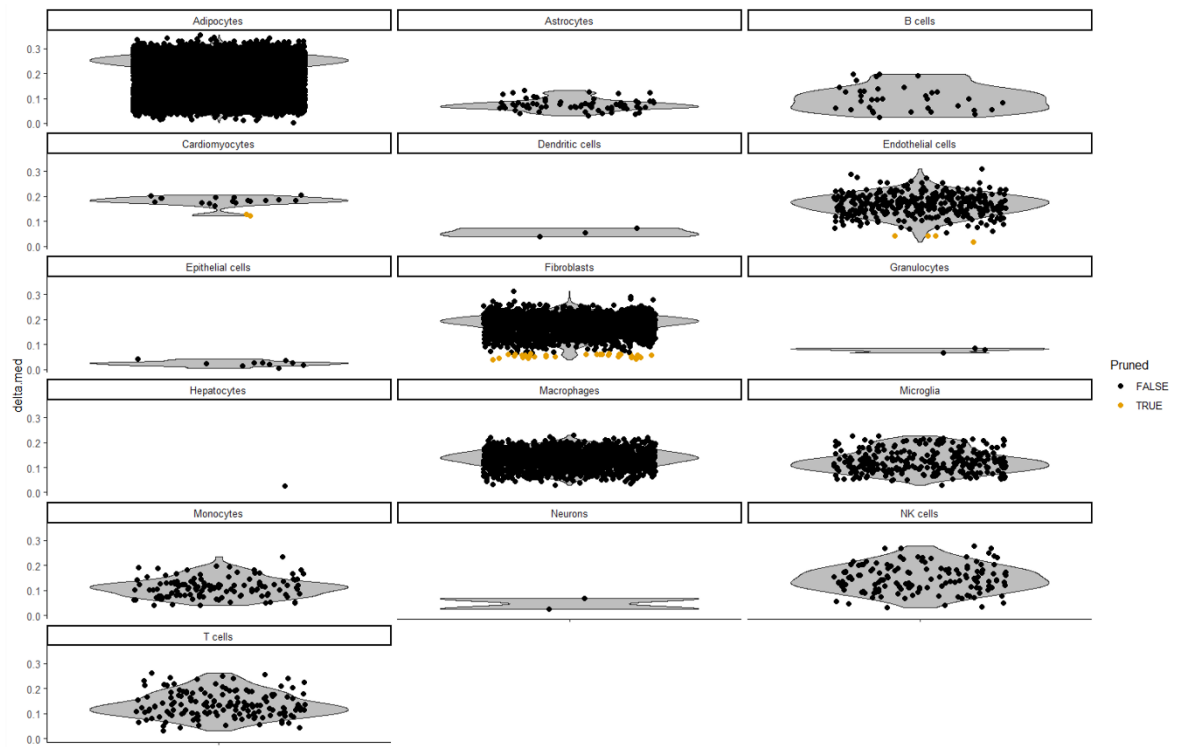 Adipocytes
Astrocytes
B cells
0.3
0.2
0.1
0.0
Cardiomyocytes
Dendritic cells
Endothelial cells
0.3
0.2
0.1
0.0
Epithelial cells
Fibroblasts
Granulocytes
0.3
0.2
0.1
0.0
delta.med
Pruned
FALSE
TRUE
Hepatocytes
Macrophages
Microglia
0.3
0.2
0.1
0.0
Monocytes
Neurons
NK cells
0.3
0.2
0.1
0.0
T cells
0.3
0.2
0.1
0.0